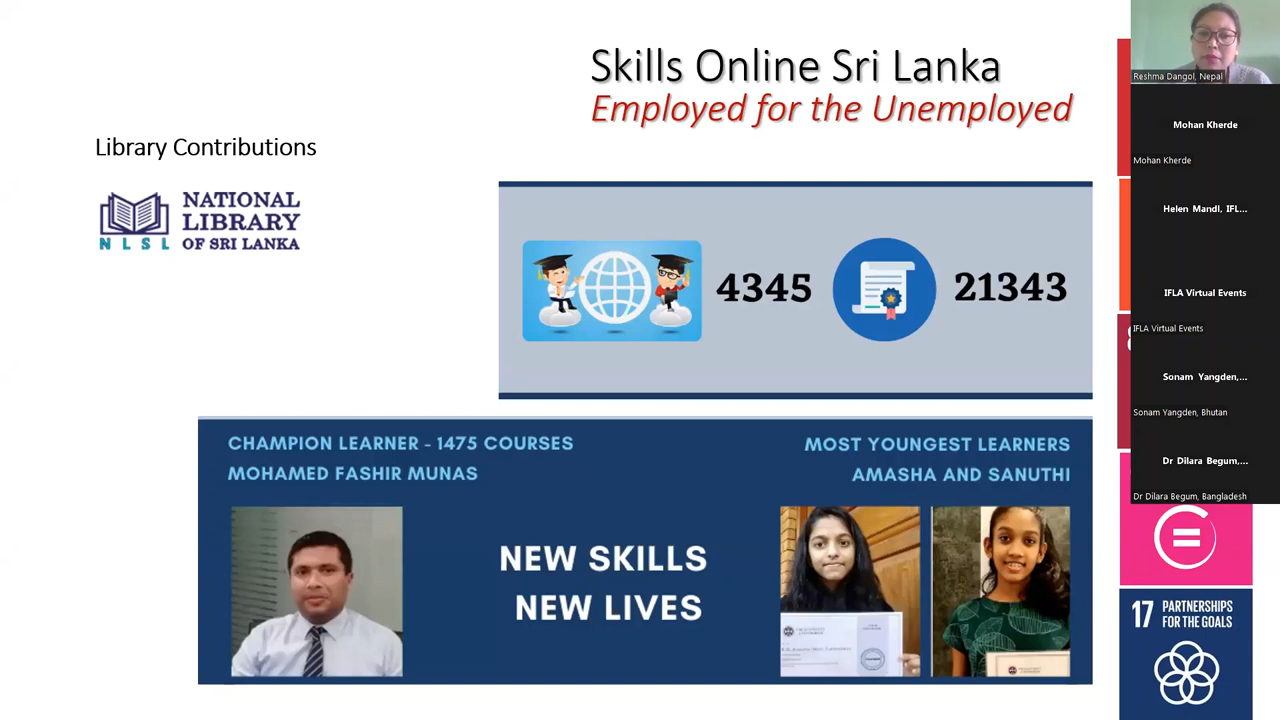 Skills Online Sri Lanka
Employed for the Unemployed
Library Contributions
NATIONAL
LIBRARY
OF SRI LANKA
NLSL
4345
21343
CHAMPION LEARNER - 1475 COURSES
MOHAMED FASHIR MUNAS
MOST YOUNGEST LEARNERS
AMASHA AND SANUTHI
NEW SKILLS
NEW LIVES
17 PARTNERSHIPS
FOR THE GOALS
Reshma Dangol, Nepal
Mohan Kherde
Mohan Kherde
Helen Mandl, IFL...
IFLA Virtual Events
IFLA Virtual Events
Sonam Yangden,...
Sonam Yangden, Bhutan
Dr Dilara Begum,...
Dr Dilara Begum, Bangladesh